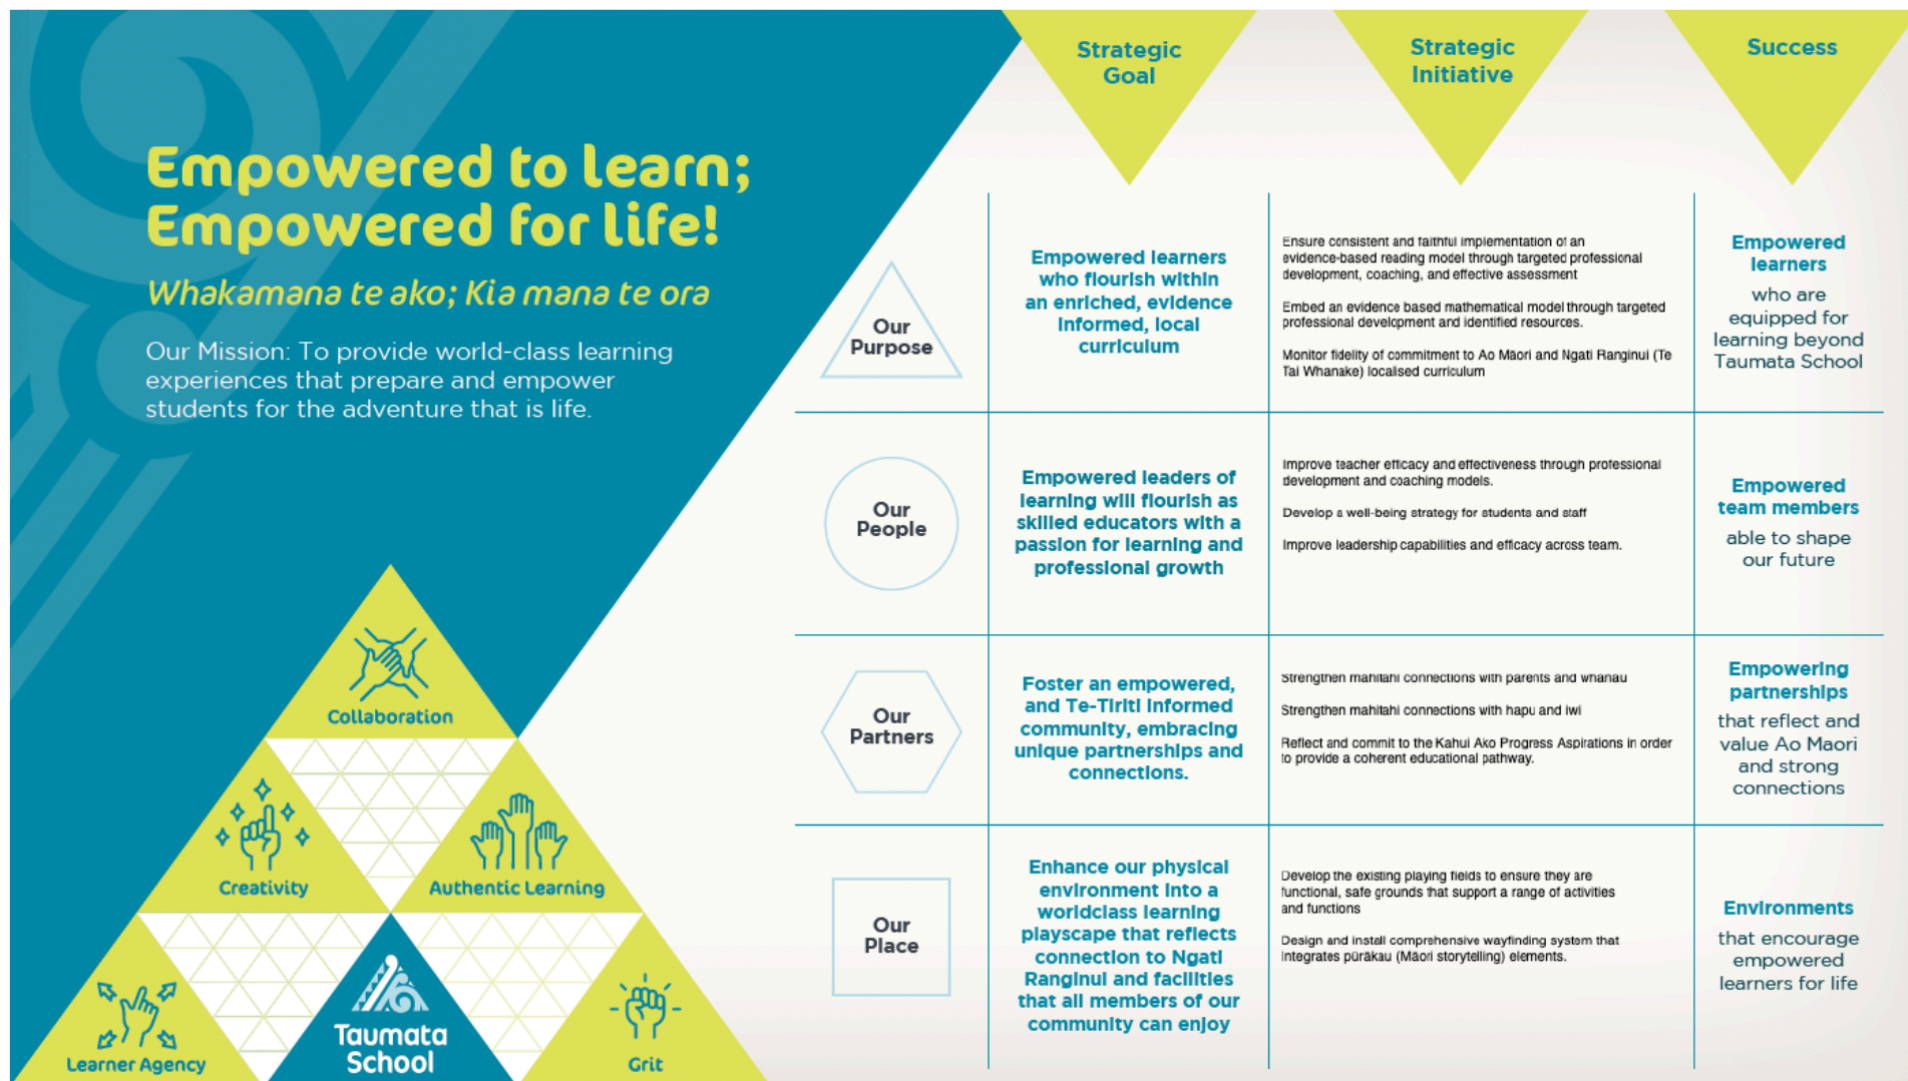 Empowered to learn;
Empowered for life!
Whakamana te ako; Kia mana te ora
Our Mission: To provide world-class learning
experiences that prepare and empower
students for the adventure that is life.
Collaboration
Creativity
Authentic Learning
Learner Agency
Taumata
School
Grit
Strategic
Goal
Strategic
Initiative
Success
Our
Purpose
Empowered learners
who flourish within
an enriched, evidence
informed, local
curriculum
Ensure consistent and faithful implementation of an
evidence-based reading model through targeted professional
development, coaching, and effective assessment
Embed an evidence based mathematical model through targeted
professional development and identified resources.
Monitor fidelity of commitment to Ao Māori and Ngati Ranginui (Te
Tai Whanake) localised curriculum
Empowered
learners
who are
equipped for
learning beyond
Taumata School
Our
People
Empowered leaders of
learning will flourish as
skilled educators with a
passion for learning and
professional growth
Improve teacher efficacy and effectiveness through professional
development and coaching models.
Develop a well-being strategy for students and staff
Improve leadership capabilities and efficacy across team.
Empowered
team members
able to shape
our future
Our
Partners
Foster an empowered,
and Te-Tiriti informed
community, embracing
unique partnerships and
connections.
Strengthen mahitahi connections with parents and whanau
Strengthen mahitahi connections with hapu and iwi
Reflect and commit to the Kahui Ako Progress Aspirations in order
to provide a coherent educational pathway.
Empowering
partnerships
that reflect and
value Ao Maori
and strong
connections
Our
Place
Enhance our physical
environment into a
worldclass learning
playscape that reflects
connection to Ngati
Ranginui and facilities
that all members of our
community can enjoy
Develop the existing playing fields to ensure they are
functional, safe grounds that support a range of activities
and functions
Design and install comprehensive wayfinding system that
integrates pūrākau (Māori storytelling) elements.
Environments
that encourage
empowered
learners for life